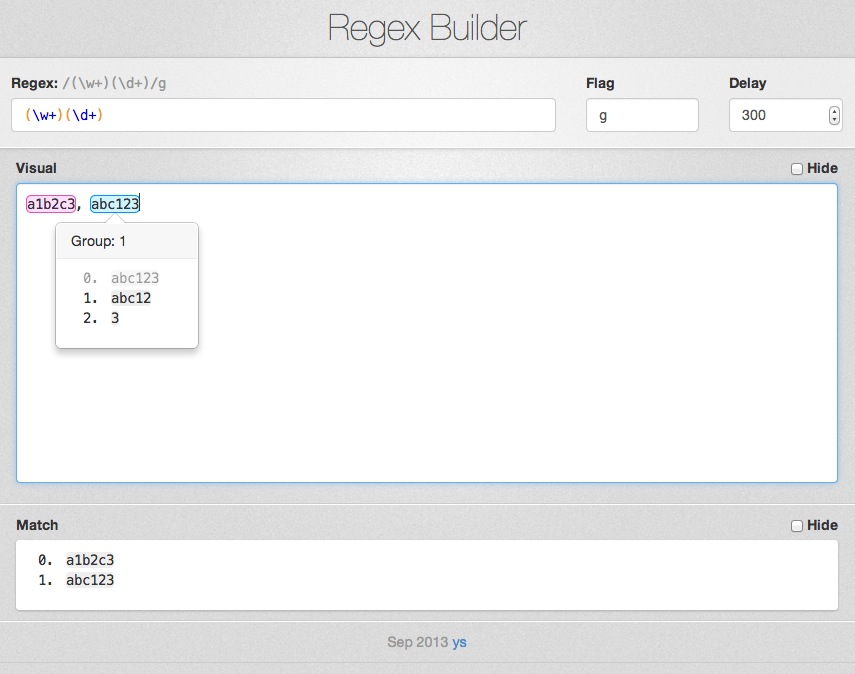 Regex Builder
Regex: /(\w+)(\d+)/g
Flag
Delay
(\w+)(\d+)
g
300
Visual
Hide
a1b2c3, abc123
Group: 1
0. abc123
1. abc12
2. 3
Match
Hide
0. a1b2c3
1. abc123
Sep 2013 ys